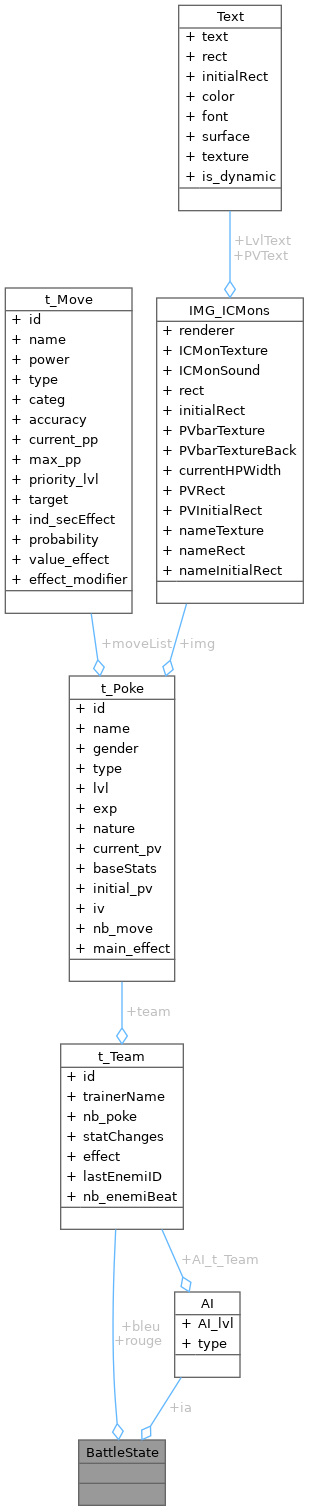 Text
+ text
+ rect
+ initialRect
+ color
+ font
+ surface
+ texture
+ is_dynamic
+LvlText
+PVText
t_Move
+ id
+ name
+ power
+ type
+ categ
+ accuracy
+ current_pp
+ max_pp
+ priority_lvl
+ target
+ ind_secEffect
+ probability
+ value_effect
+ effect_modifier
IMG_ICMons
+ renderer
+ ICMonTexture
+ ICMonSound
+ rect
+ initialRect
+ PVbarTexture
+ PVbarTextureBack
+ currentHPWidth
+ PVRect
+ PVInitialRect
+ nameTexture
+ nameRect
+ nameInitialRect
+moveList
+img
t_Poke
+ id
+ name
+ gender
+ type
+ lvl
+ exp
+ nature
+ current_pv
+ baseStats
+ initial_pv
+ iv
+ nb_move
+ main_effect
+team
t_Team
+ id
+ trainerName
+ nb_poke
+ statChanges
+ effect
+ lastEnemiID
+ nb_enemiBeat
+AI_t_Team
AI
+ AI_lvl
+ type
+bleu
+rouge
+ia
BattleState